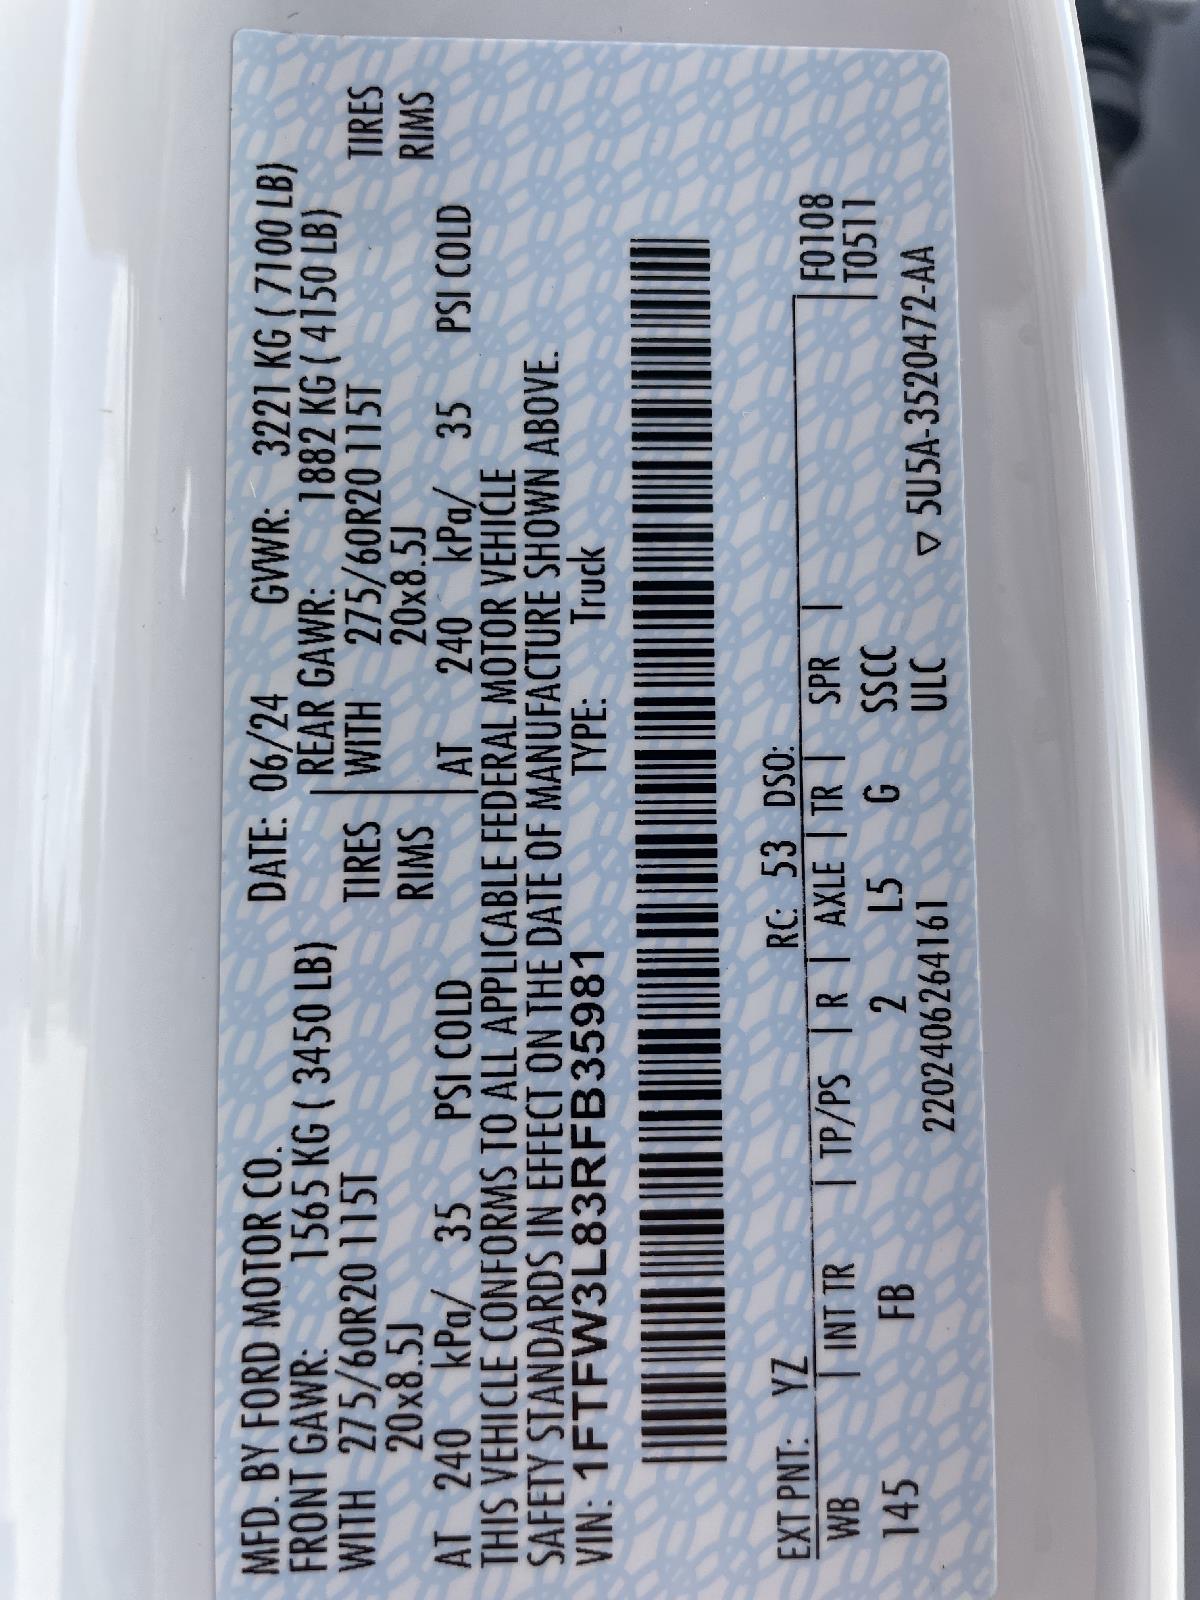 MFD. BY FORD MOTOR CO. DATE: 06/24 GVWR: 3221 KG ( 7100 LB)
FRONT GAWR: 1565 KG ( 3450 LB) REAR GAWR: 1882 KG ( 4150 LB)
WITH 275/60R20 115T TIRES WITH 275/60R20 115T TIRES
20x8.5J RIMS 20x8.5J RIMS
AT 240 kPa/ 35 PSI COLD AT 240 kPa/ 35 PSI COLD
THIS VEHICLE CONFORMS TO ALL APPLICABLE FEDERAL MOTOR VEHICLE
SAFETY STANDARDS IN EFFECT ON THE DATE OF MANUFACTURE SHOWN ABOVE.
VIN: 1FTFW3L83RFB35981 TYPE: Truck
EXT PNT: YZ RC: 53 DSO: F0108
WB | INT TR | TP/PS | R | AXLE | TR | SPR | T0511
145 FB 2 L5 G SSCC
2202406264161 ULC ▽ 5U5A-3520472-AA